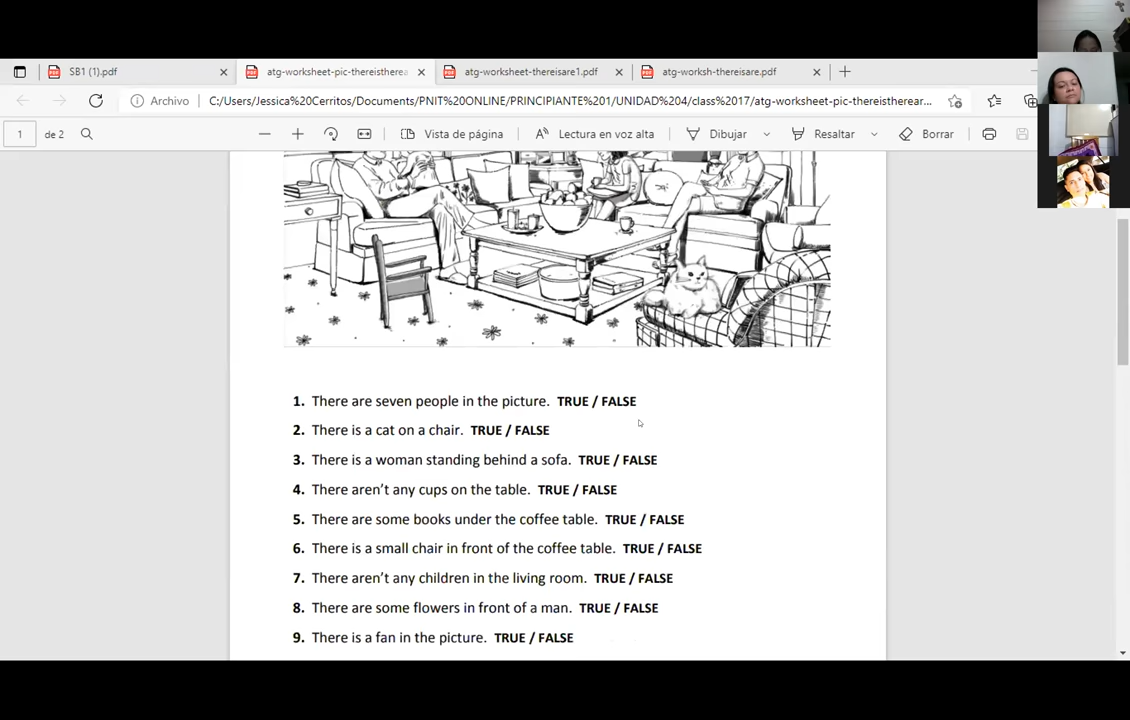 SB1 (1).pdf
atg-worksheet-pic-thereistherea
atg-worksheet-thereisare1.pdf
atg-worksh-thereisare.pdf
Archivo C:/Users/Jessica%20Cerritos/Documents/PNIT%20ONLINE/PRINCIPIANTE%201/UNIDAD%204/class%2017/atg-worksheet-pic-thereistherear...
1 de 2 Vista de página Lectura en voz alta Dibujar Resaltar Borrar
1. There are seven people in the picture. TRUE / FALSE
2. There is a cat on a chair. TRUE / FALSE
3. There is a woman standing behind a sofa. TRUE / FALSE
4. There aren't any cups on the table. TRUE / FALSE
5. There are some books under the coffee table. TRUE / FALSE
6. There is a small chair in front of the coffee table. TRUE / FALSE
7. There aren't any children in the living room. TRUE / FALSE
8. There are some flowers in front of a man. TRUE / FALSE
9. There is a fan in the picture. TRUE / FALSE